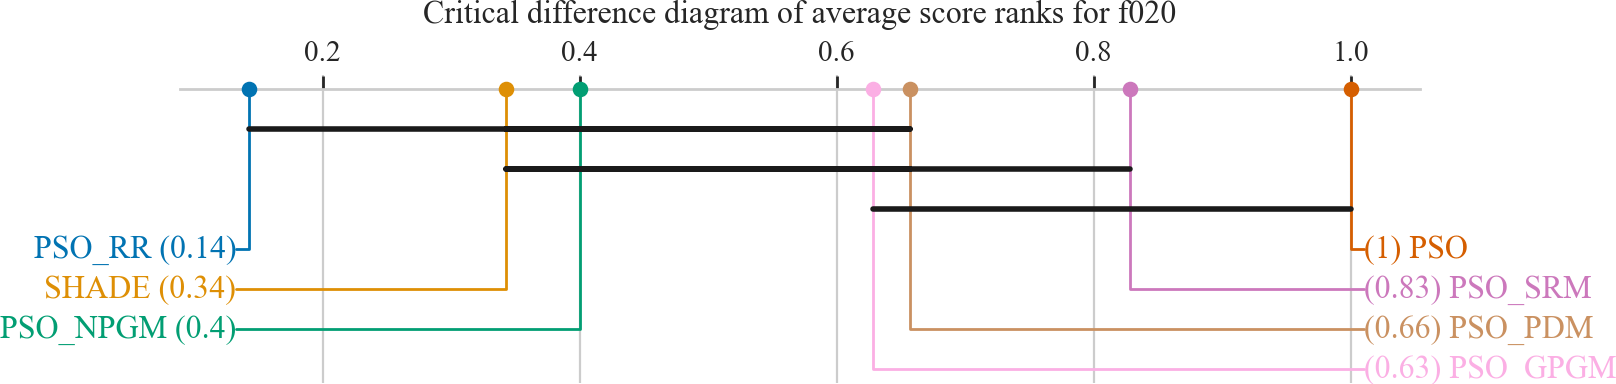 Critical difference diagram of average score ranks for f020
0.2 0.4 0.6 0.8 1.0
PSO_RR (0.14)
SHADE (0.34)
PSO_NPGM (0.4)
(1) PSO
(0.83) PSO_SRM
(0.66) PSO_PDM
(0.63) PSO_GPGM